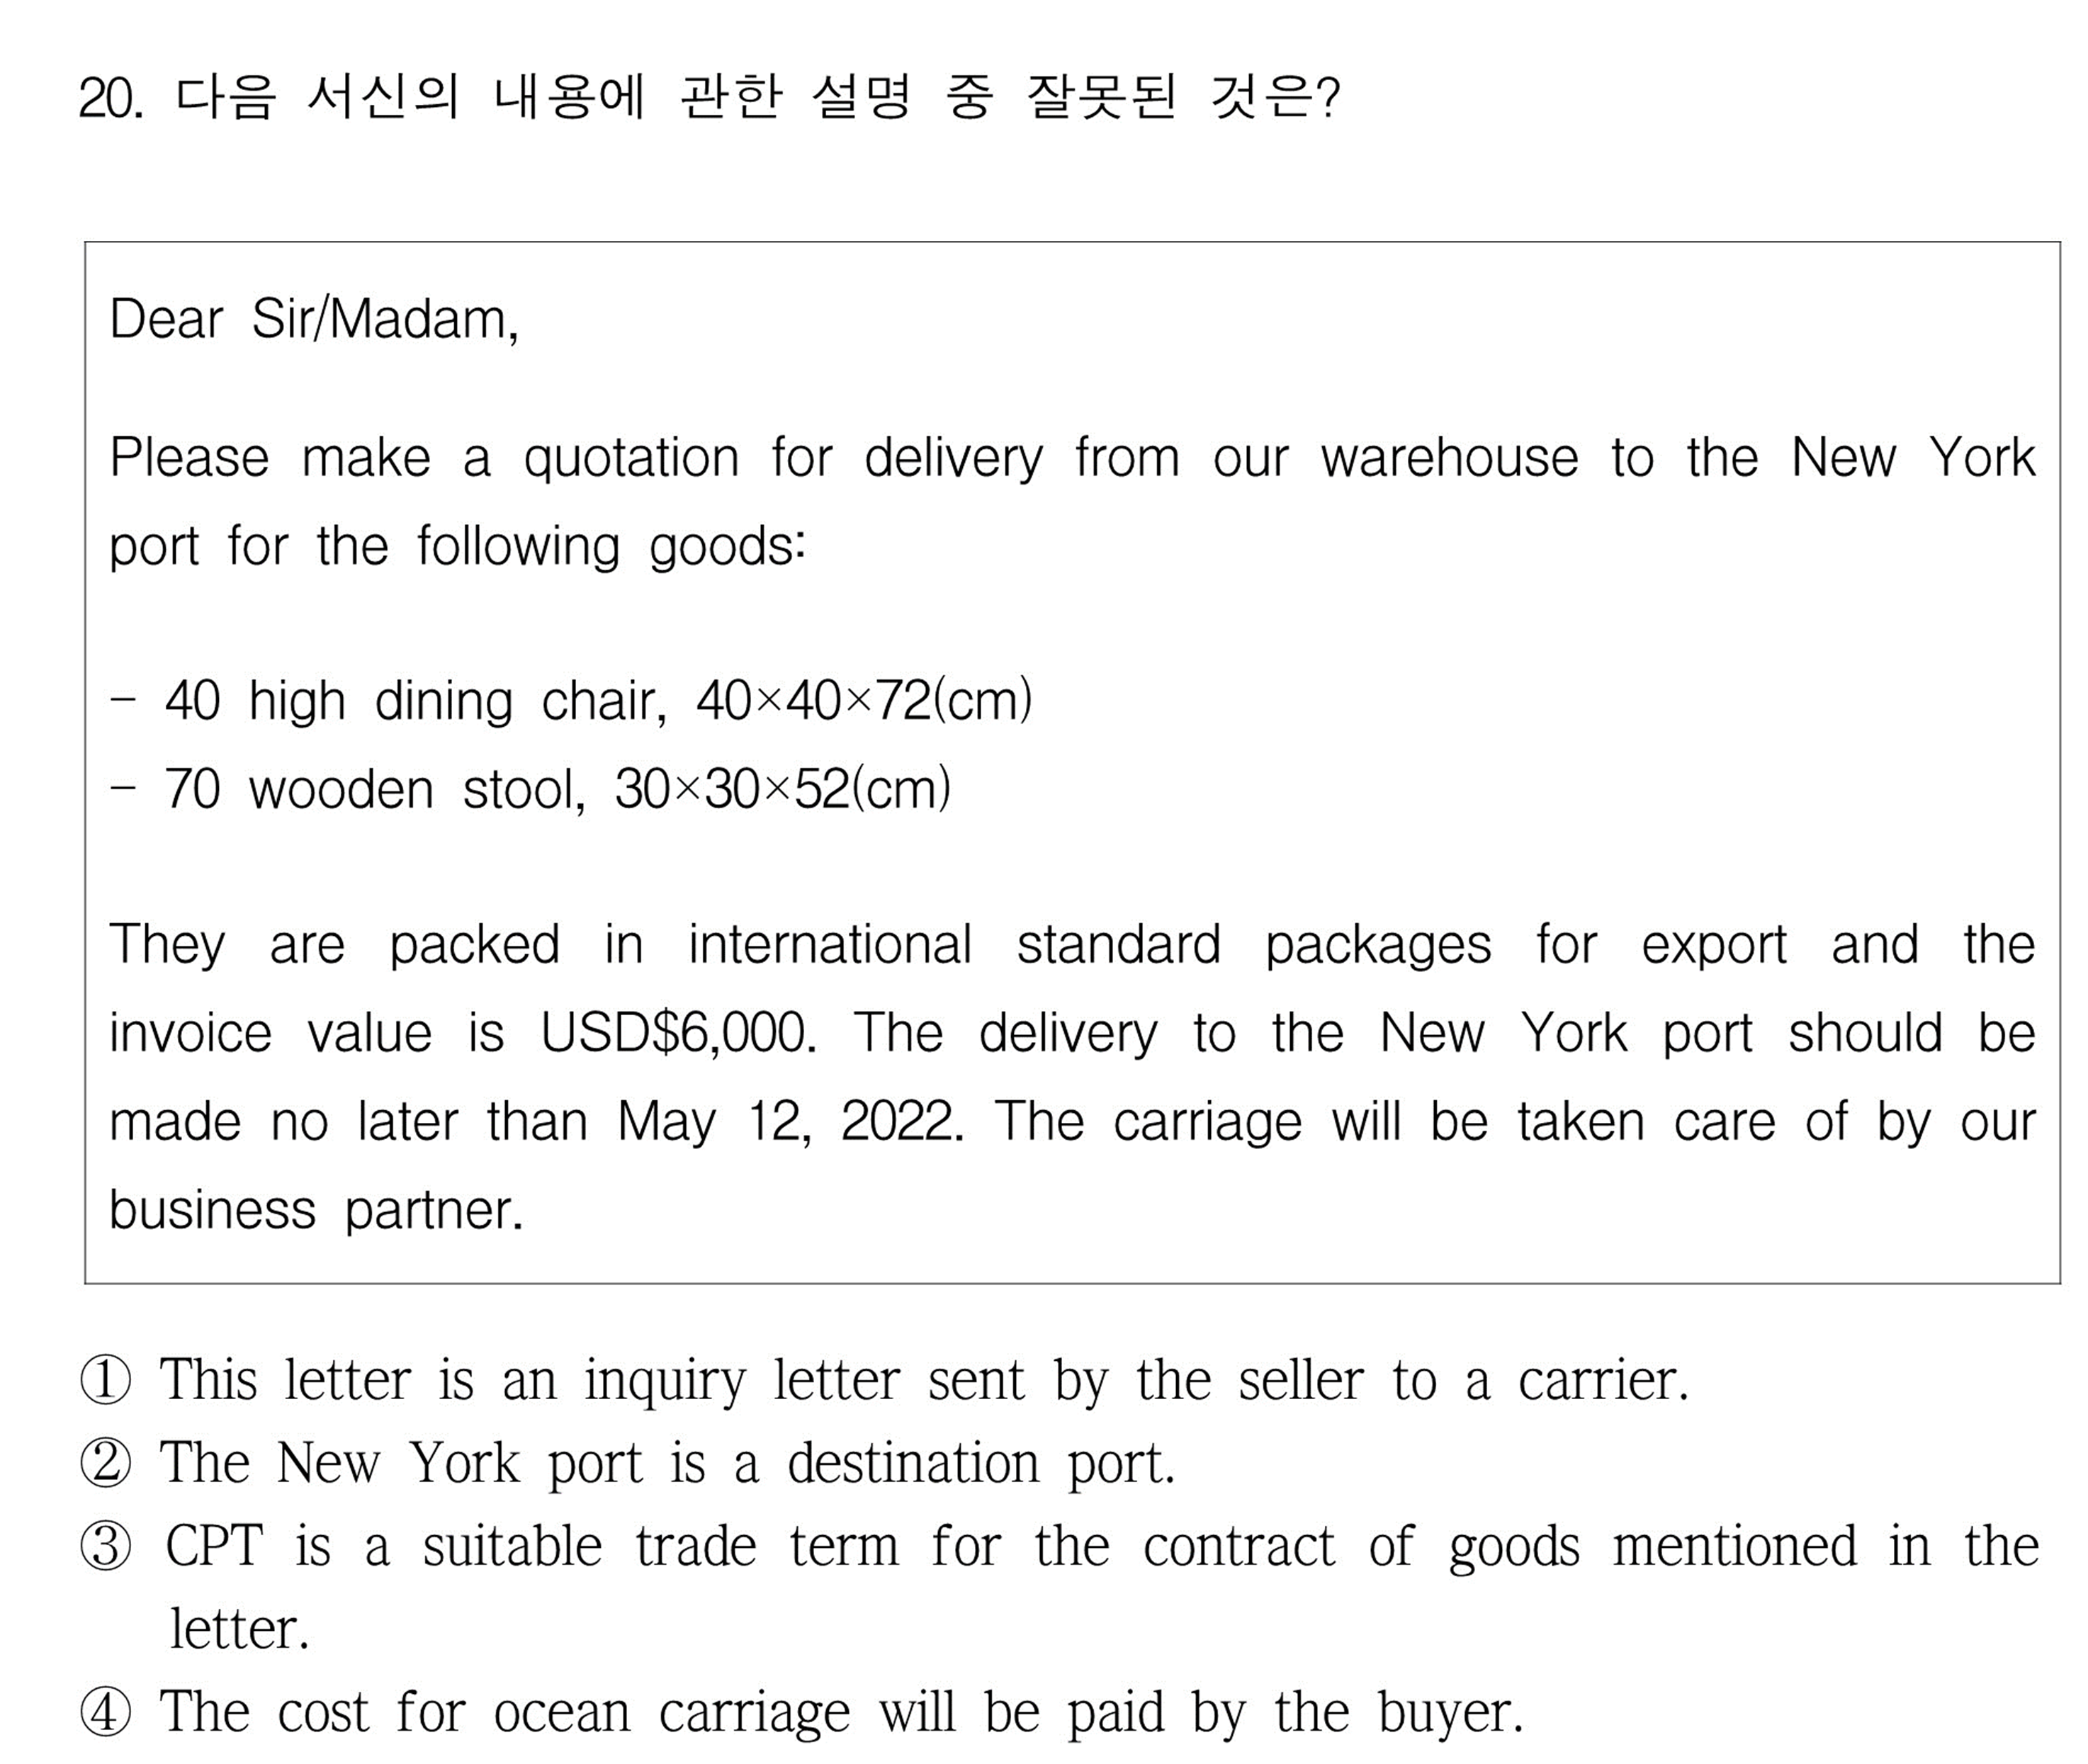 20. 다음 서신의 내용에 관한 설명 중 잘못된 것은?
Dear Sir/Madam,
Please make a quotation for delivery from our warehouse to the New York
port for the following goods:
- 40 high dining chair, 40×40×72(cm)
- 70 wooden stool, 30×30×52(cm)
They are packed in international standard packages for export and the
invoice value is USD$6,000. The delivery to the New York port should be
made no later than May 12, 2022. The carriage will be taken care of by our
business partner.
① This letter is an inquiry letter sent by the seller to a carrier.
② The New York port is a destination port.
③ CPT is a suitable trade term for the contract of goods mentioned in the
letter.
④ The cost for ocean carriage will be paid by the buyer.